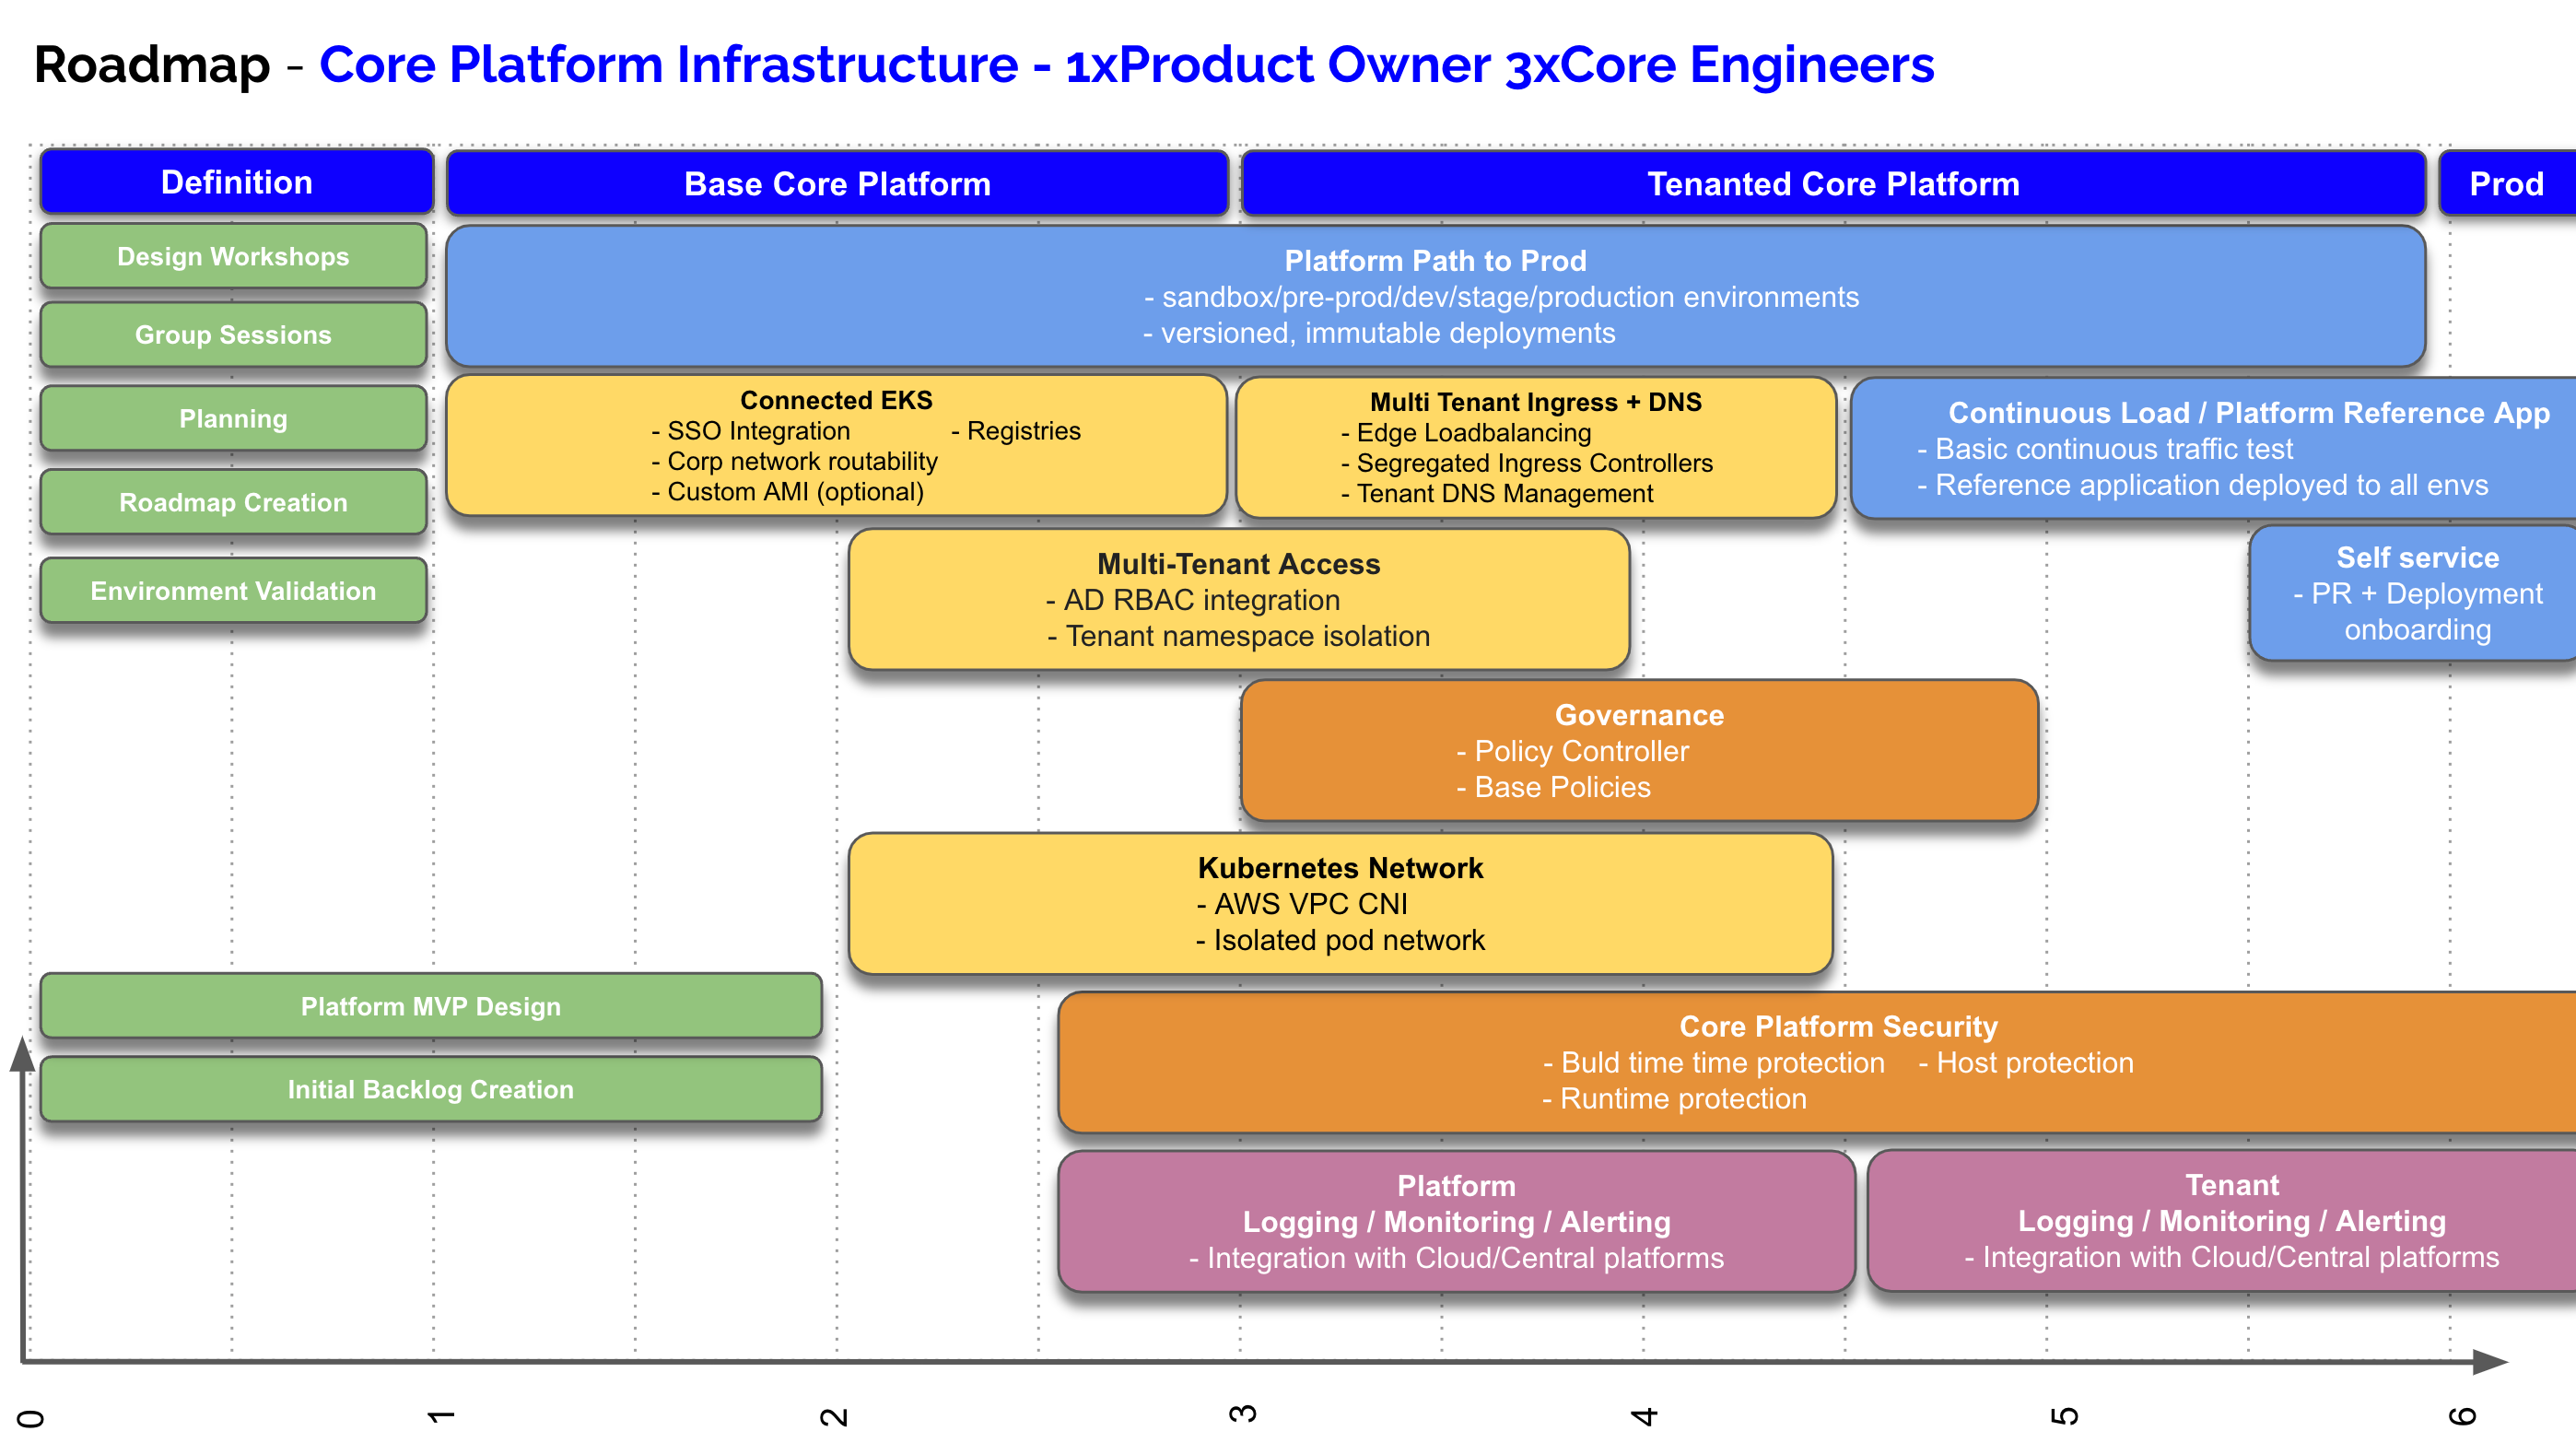 Roadmap - Core Platform Infrastructure - 1xProduct Owner 3xCore Engineers
Definition
Base Core Platform
Tenanted Core Platform
Prod
Design Workshops
Group Sessions
Planning
Roadmap Creation
Environment Validation
Platform Path to Prod
- sandbox/pre-prod/dev/stage/production environments
- versioned, immutable deployments
Connected EKS
- SSO Integration - Registries
- Corp network routability
- Custom AMI (optional)
Multi Tenant Ingress + DNS
- Edge Loadbalancing
- Segregated Ingress Controllers
- Tenant DNS Management
Continuous Load / Platform Reference App
- Basic continuous traffic test
- Reference application deployed to all envs
Multi-Tenant Access
- AD RBAC integration
- Tenant namespace isolation
Self service
- PR + Deployment
onboarding
Governance
- Policy Controller
- Base Policies
Kubernetes Network
- AWS VPC CNI
- Isolated pod network
Platform MVP Design
Initial Backlog Creation
Core Platform Security
- Buld time time protection - Host protection
- Runtime protection
Platform
Logging / Monitoring / Alerting
- Integration with Cloud/Central platforms
Tenant
Logging / Monitoring / Alerting
- Integration with Cloud/Central platforms
0
1
2
3
4
5
6